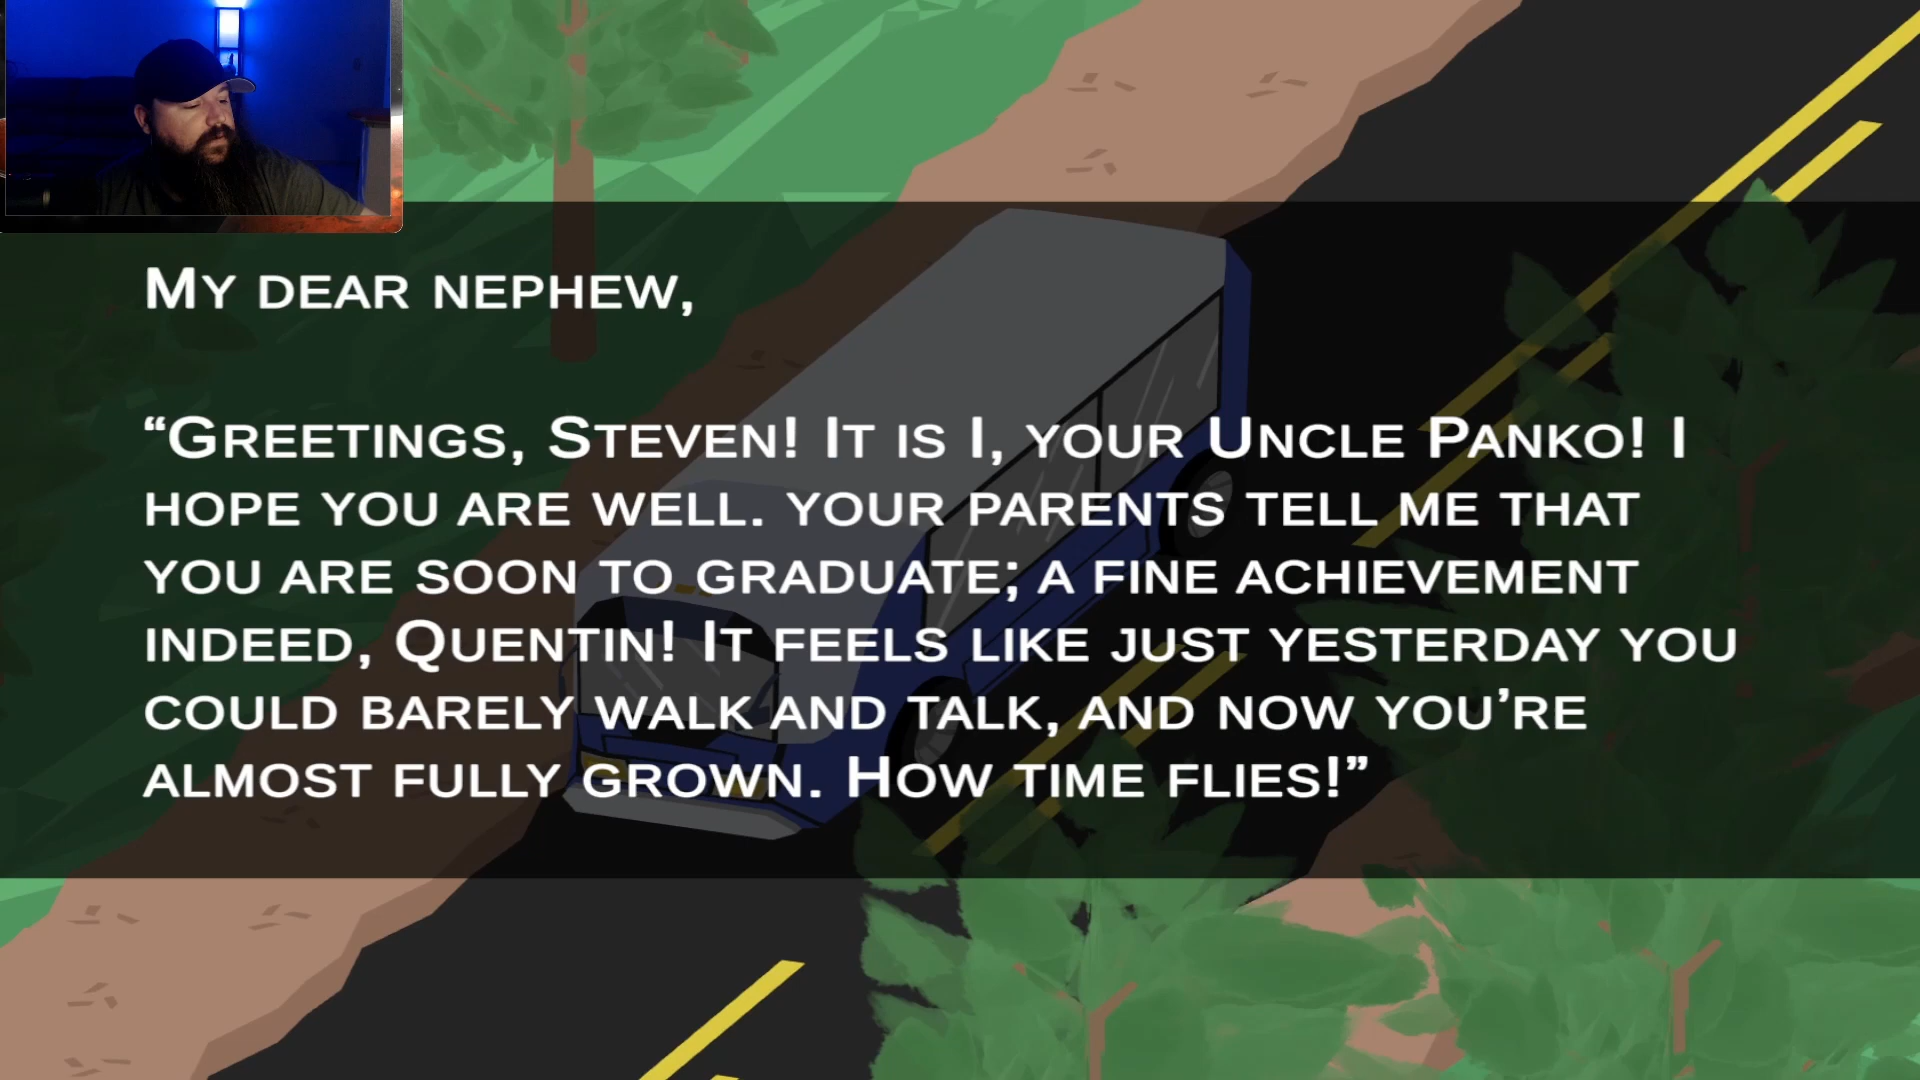 My dear nephew,
“Greetings, Steven! It is I, your Uncle Panko! I
hope you are well. your parents tell me that
you are soon to graduate; a fine achievement
indeed, Quentin! It feels like just yesterday you
could barely walk and talk, and now you’re
almost fully grown. How time flies!”